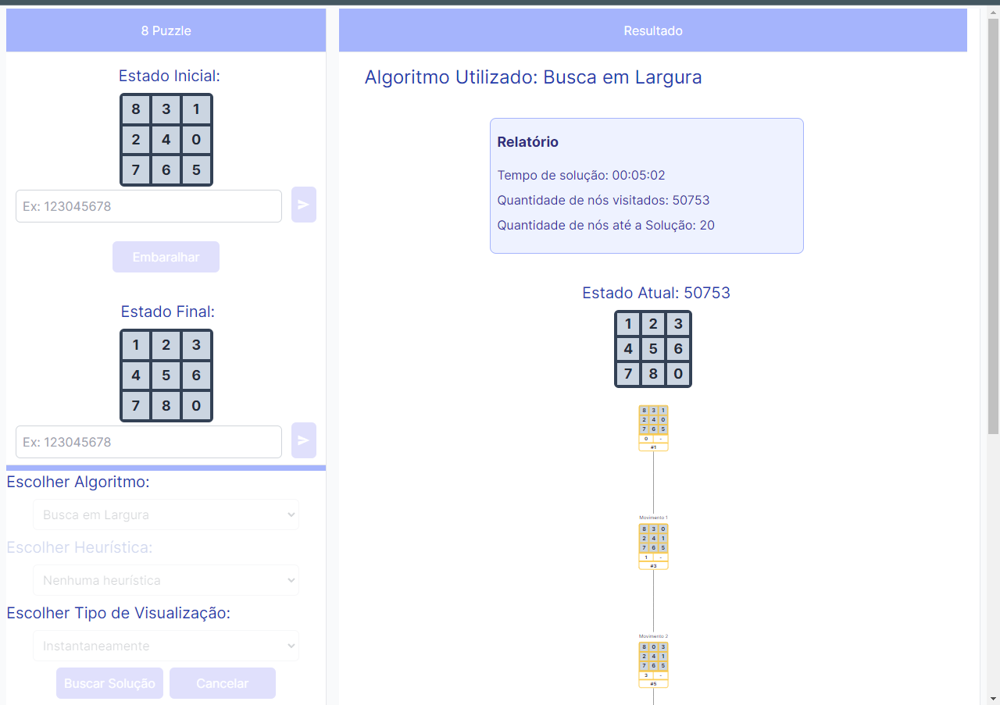 8 Puzzle
Estado Inicial:
8 3 1
2 4 0
7 6 5
Ex: 123045678
Embaralhar
Estado Final:
1 2 3
4 5 6
7 8 0
Ex: 123045678
Escolher Algoritmo:
Busca em Largura
Escolher Heurística:
Nenhuma heurística
Escolher Tipo de Visualização:
Instantaneamente
Buscar Solução Cancelar
Resultado
Algoritmo Utilizado: Busca em Largura
Relatório
Tempo de solução: 00:05:02
Quantidade de nós visitados: 50753
Quantidade de nós até a Solução: 20
Estado Atual: 50753
1 2 3
4 5 6
7 8 0
8 3 1
2 4 0
7 6 5
0 -
#1
Movimento 1
8 3 0
2 4 1
7 6 5
1 -
#3
Movimento 2
8 0 3
2 4 1
7 6 5
3 -
#5